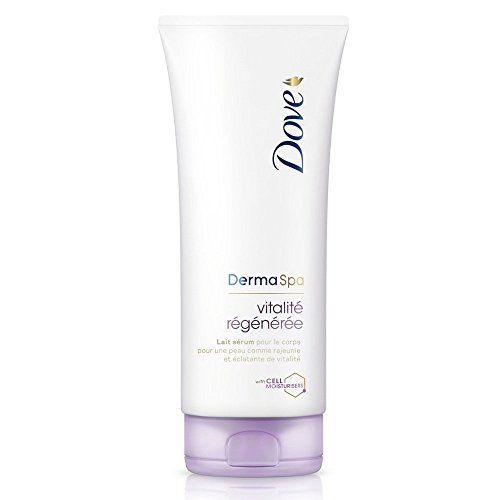 Dove
DermaSpa
vitalité
régénérée
Lait sérum pour le corps
pour une peau comme rajeunie
et éclatante de vitalité
with CELL
MOISTURISERS